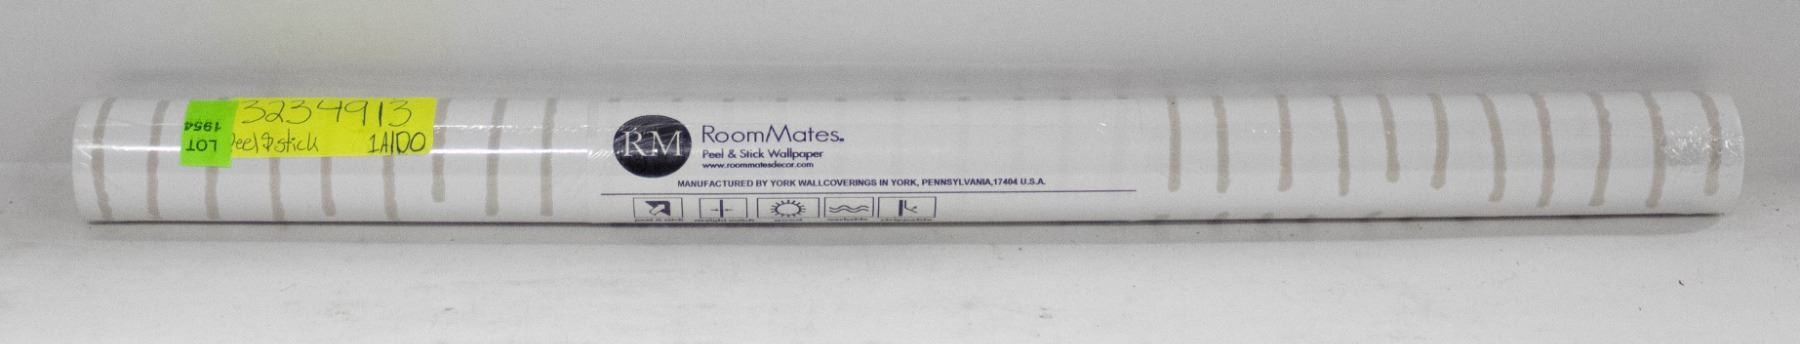 3234913
Peel & stick 1A1D0
LOT
1954
RM
RoomMates®
Peel & Stick Wallpaper
www.roommatesdecor.com
MANUFACTURED BY YORK WALLCOVERINGS IN YORK, PENNSYLVANIA,17404 U.S.A.